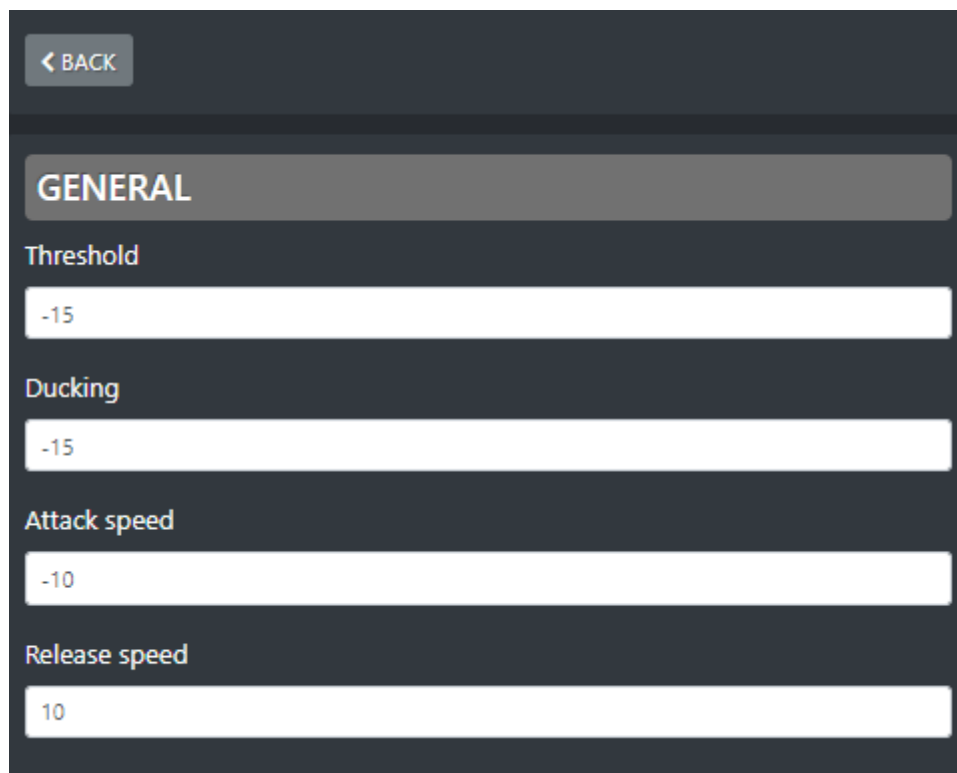 BACK
GENERAL
Threshold
-15
Ducking
-15
Attack speed
-10
Release speed
10